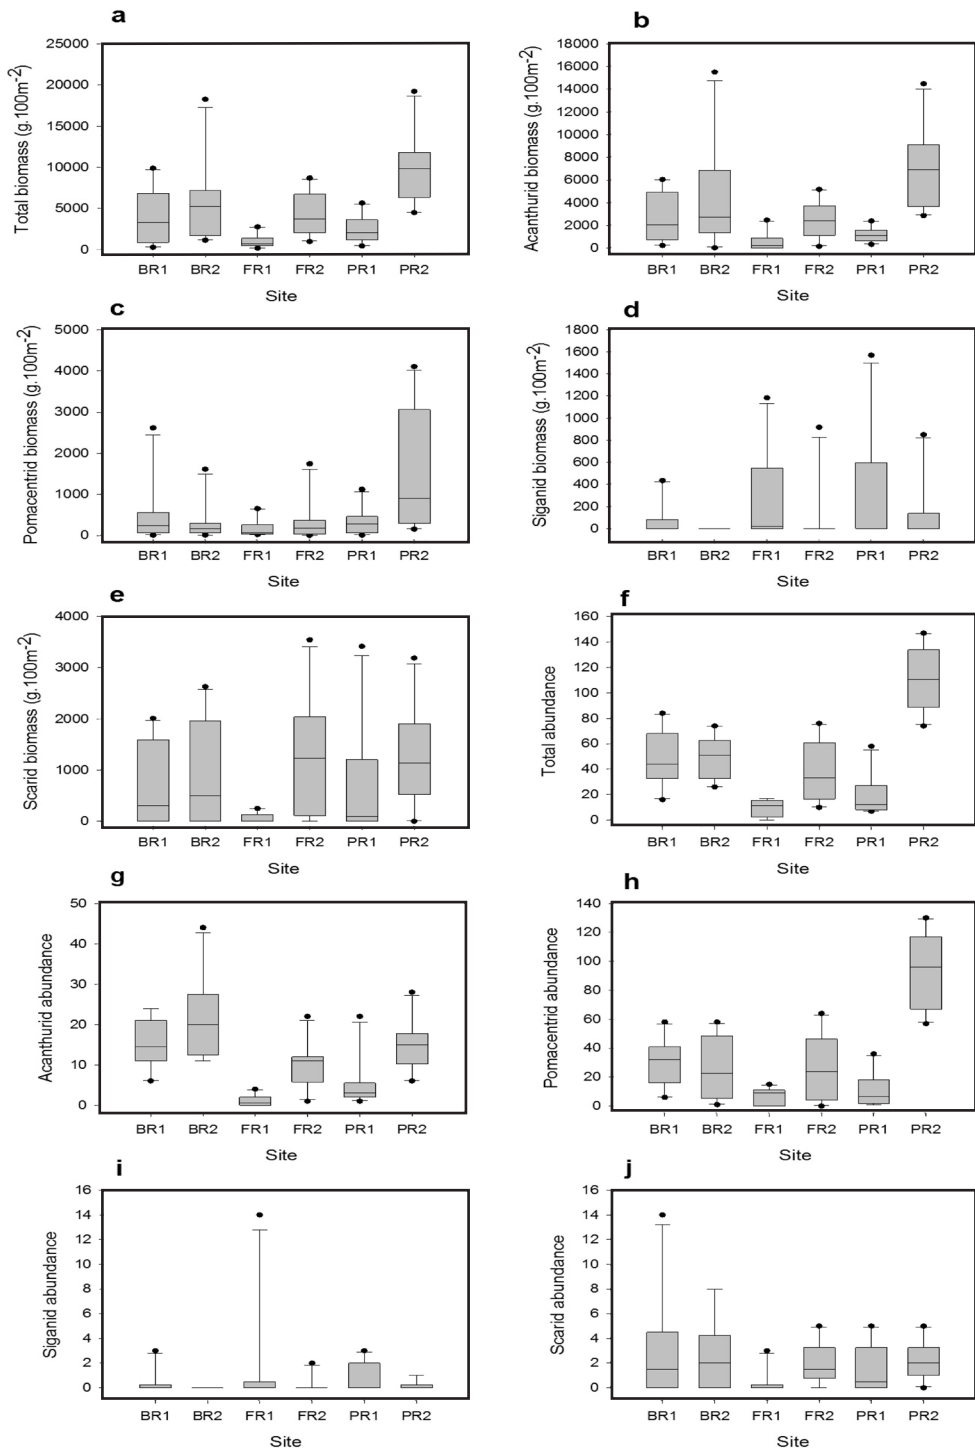 a
Total biomass (g.100m-2)
25000
20000
15000
10000
5000
0
BR1 BR2 FR1 FR2 PR1 PR2
Site
b
Acanthurid biomass (g.100m-2)
18000
16000
14000
12000
10000
8000
6000
4000
2000
0
BR1 BR2 FR1 FR2 PR1 PR2
Site
c
Pomacentrid biomass (g.100m-2)
5000
4000
3000
2000
1000
0
BR1 BR2 FR1 FR2 PR1 PR2
Site
d
Siganid biomass (g.100m-2)
1800
1600
1400
1200
1000
800
600
400
200
0
BR1 BR2 FR1 FR2 PR1 PR2
Site
e
Scarid biomass (g.100m-2)
4000
3000
2000
1000
0
BR1 BR2 FR1 FR2 PR1 PR2
Site
f
Total abundance
160
140
120
100
80
60
40
20
0
BR1 BR2 FR1 FR2 PR1 PR2
Site
g
Acanthurid abundance
50
40
30
20
10
0
BR1 BR2 FR1 FR2 PR1 PR2
Site
h
Pomacentrid abundance
140
120
100
80
60
40
20
0
BR1 BR2 FR1 FR2 PR1 PR2
Site
i
Siganid abundance
16
14
12
10
8
6
4
2
0
BR1 BR2 FR1 FR2 PR1 PR2
Site
j
Scarid abundance
16
14
12
10
8
6
4
2
0
BR1 BR2 FR1 FR2 PR1 PR2
Site